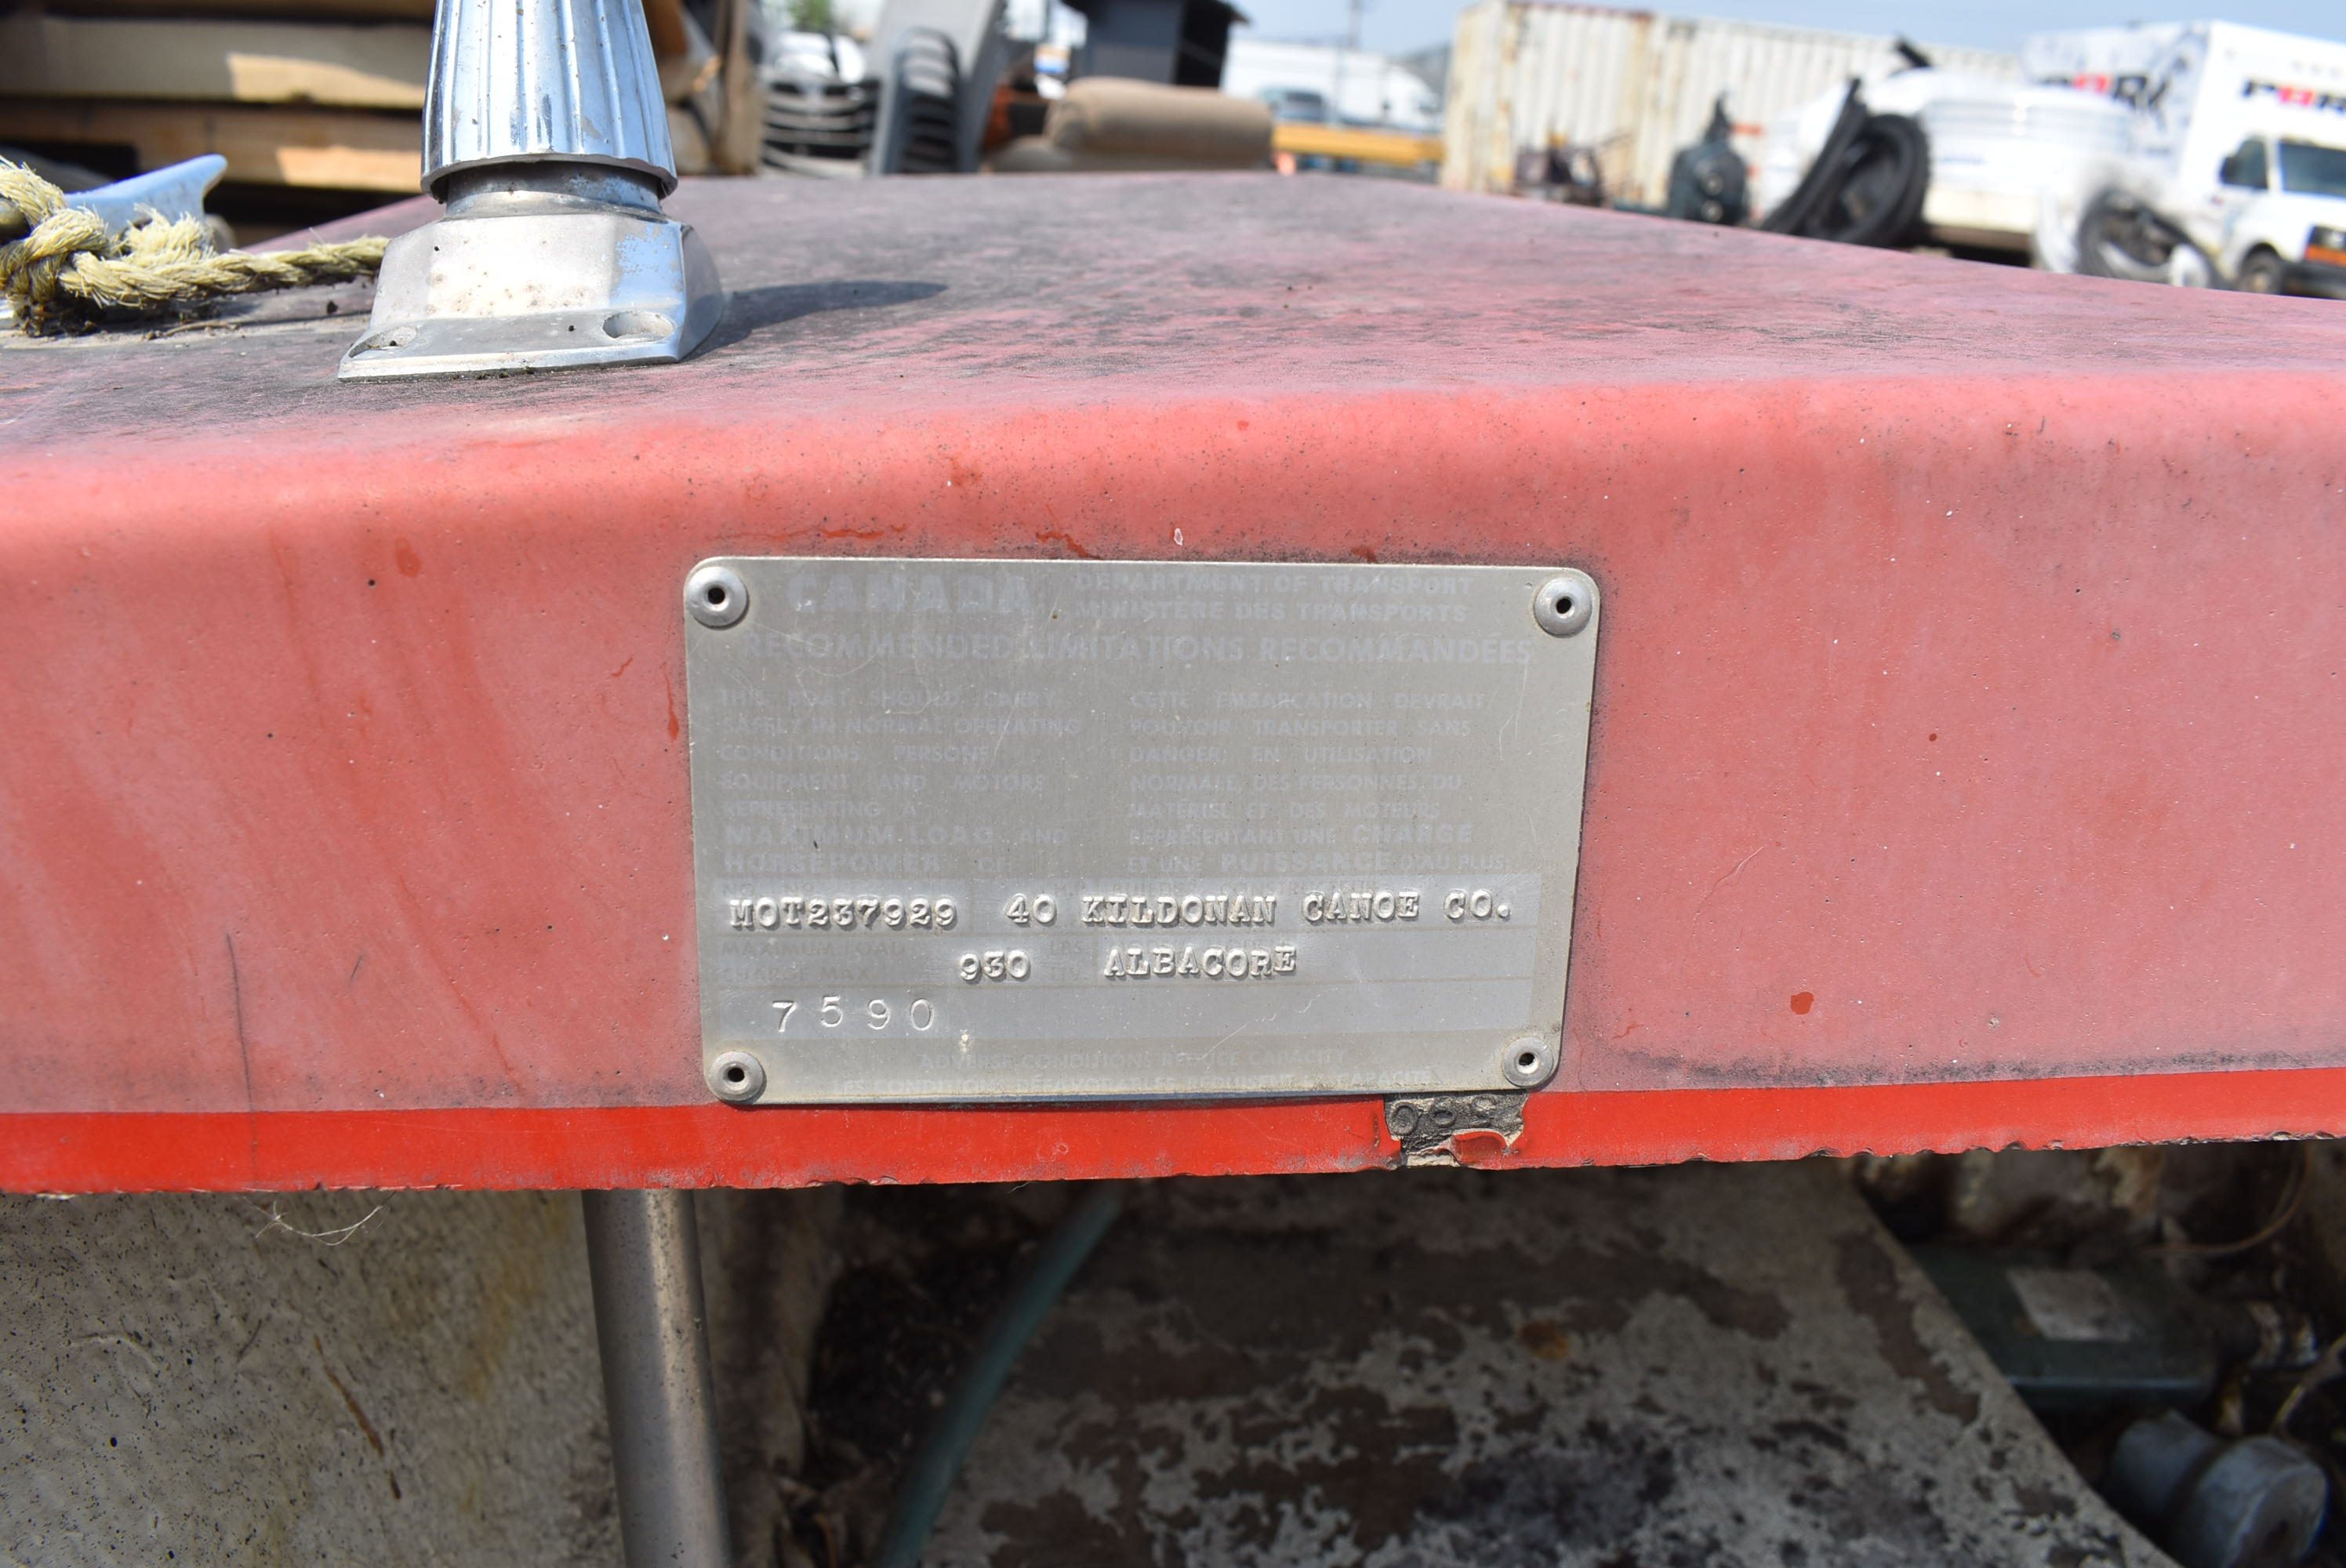 CANADA DEPARTMENT OF TRANSPORT
MINISTÈRE DES TRANSPORTS
RECOMMENDED LIMITATIONS RECOMMANDÉES
THIS BOAT SHOULD CARRY
SAFELY IN NORMAL OPERATING
CONDITIONS PERSONS
EQUIPMENT AND MOTORS
REPRESENTING A
MAXIMUM LOAD AND
HORSEPOWER OF
CETTE EMBARCATION DEVRAIT
POUVOIR TRANSPORTER SANS
DANGER, EN UTILISATION
NORMALE, DES PERSONNES, DU
MATÉRIEL ET DES MOTEURS
REPRÉSENTANT UNE CHARGE
ET UNE PUISSANCE D'AU PLUS
MOT237929 40 KILDONAN CANOE CO.
MAXIMUM LOAD LBS
930 ALBACORE
7590
ADVERSE CONDITIONS REDUCE CAPACITY